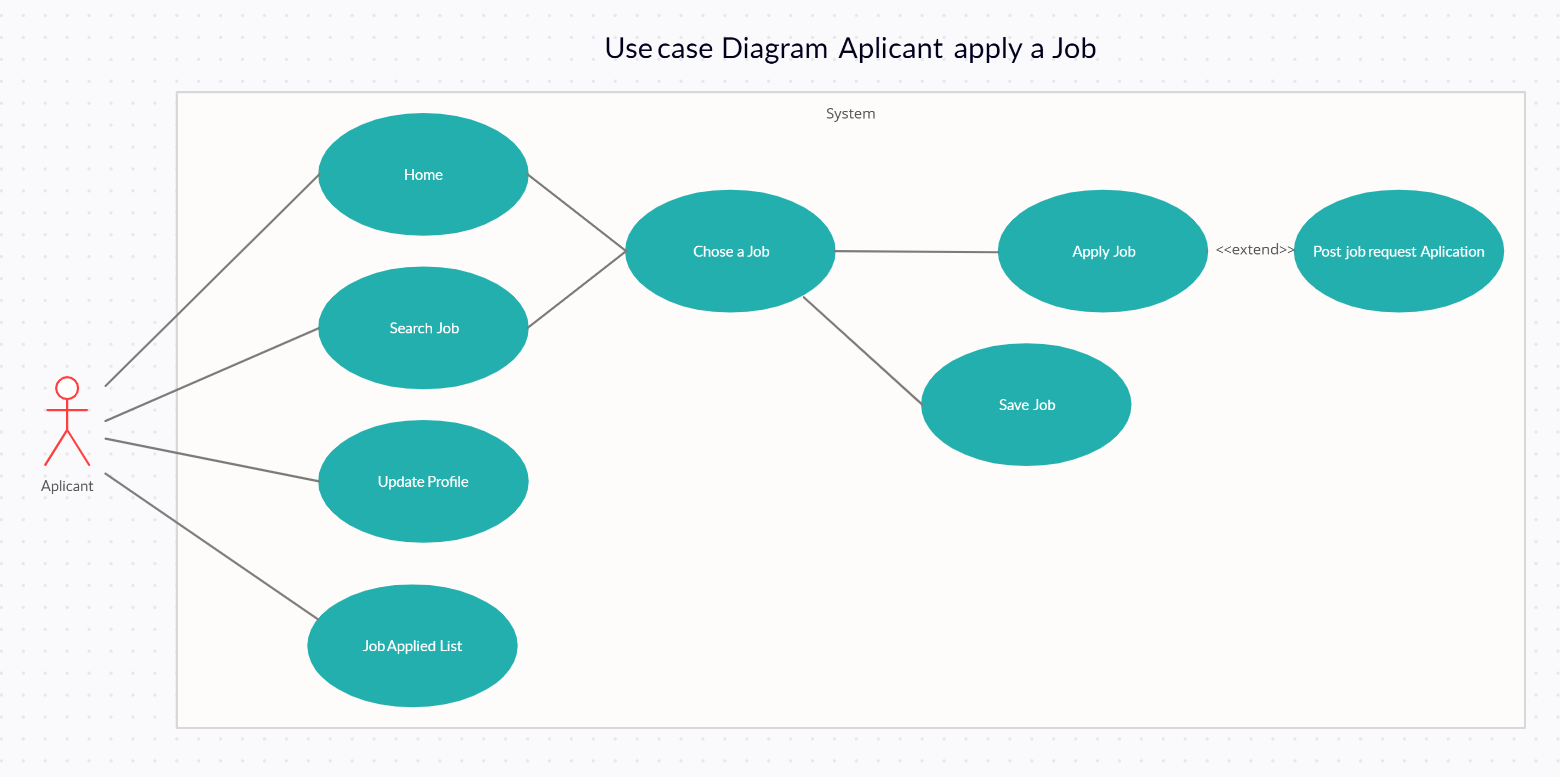 Use case Diagram Aplicant apply a Job
System
Home
Search Job
Update Profile
Job Applied List
Chose a Job
Apply Job
<<extend>>
Post job request Aplication
Save Job
Aplicant